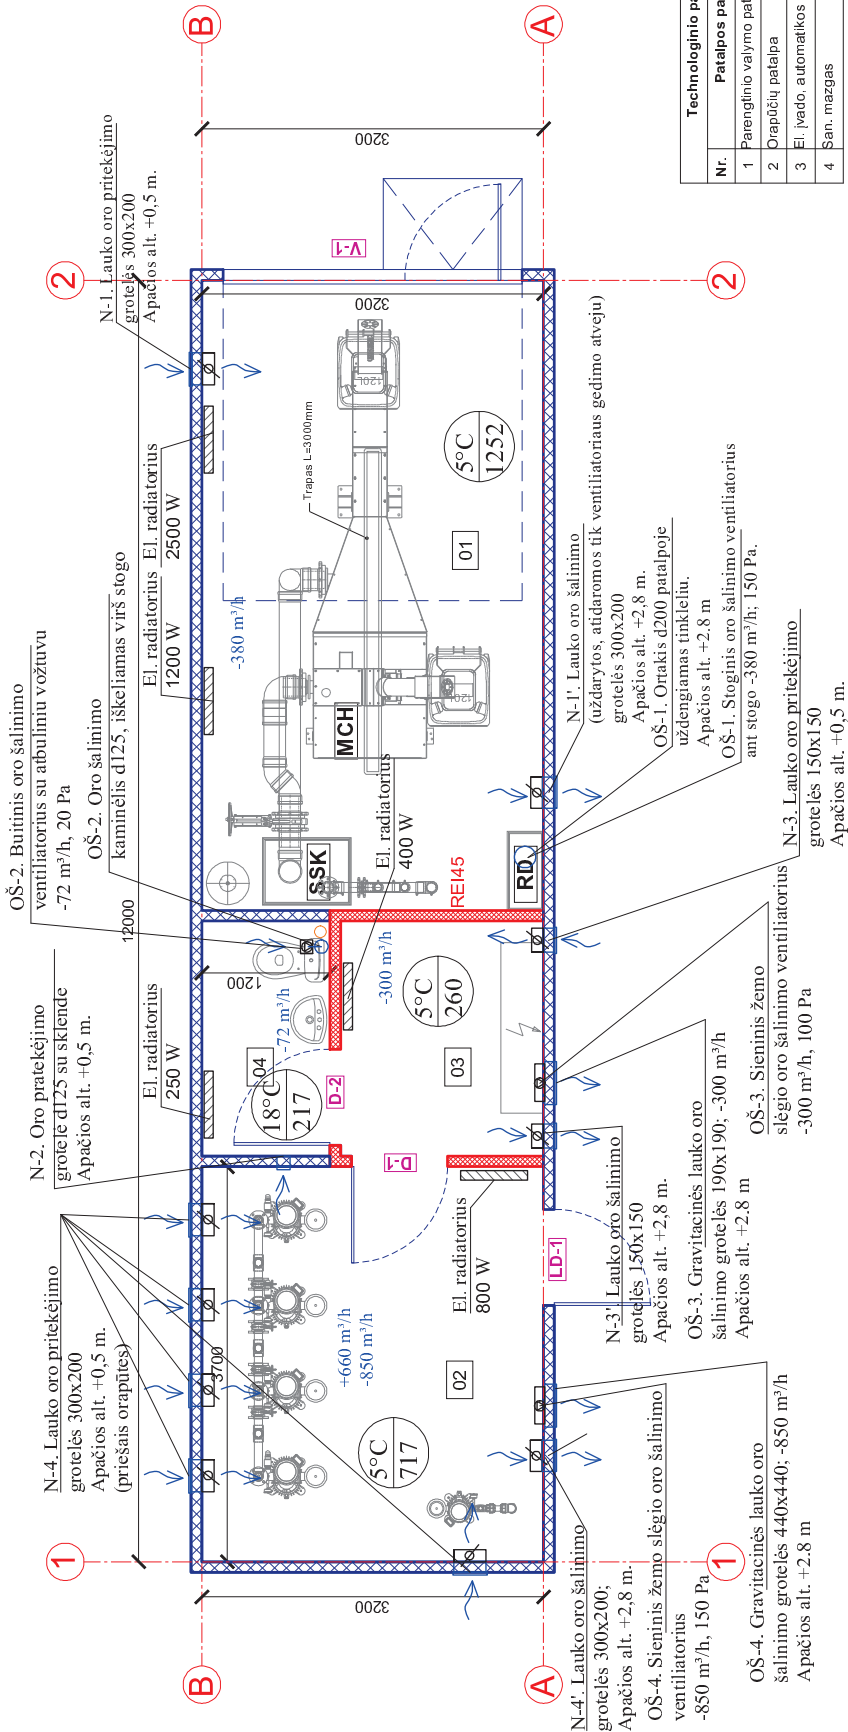 B
A
3200
Technologinio pa
Nr.
Patalpos pa
1
Parengtinio valymo pat
2
Orapūčių patalpa
3
El. įvado, automatikos
4
San. mazgas
N-1. Lauko oro pritekėjimo
grotelės 300x200
Apačios alt. +0,5 m.
2
2
V-1
3200
12000
El. radiatorius
2500 W
El. radiatorius
1200 W
-380 m³/h
Trapas L=3000mm
120L
5°C
1252
01
120L
MCH
SSK
RD
REI45
OŠ-2. Buitinis oro šalinimo
ventiliatorius su atbuliniu vožtuvu
-72 m³/h, 20 Pa
OŠ-2. Oro šalinimo
kaminėlis d125, iškeliamas virš stogo
El. radiatorius
400 W
N-1'. Lauko oro šalinimo
(uždarytos, atidaromos tik ventiliatoriaus gedimo atveju)
grotelės 300x200
Apačios alt. +2,8 m.
OŠ-1. Ortakis d200 patalpoje
uždengiamas tinkleliu.
Apačios alt. +2.8 m
OŠ-1. Stoginis oro šalinimo ventiliatorius
ant stogo -380 m³/h; 150 Pa.
N-3. Lauko oro pritekėjimo
grotelės 150x150
Apačios alt. +0,5 m.
N-2. Oro pratekėjimo
grotelė d125 su sklende
Apačios alt. +0,5 m.
El. radiatorius
250 W
1200
-72 m³/h
04
18°C
217
D-2
-300 m³/h
5°C
260
03
D-1
OŠ-3. Sieninis žemo
slėgio oro šalinimo ventiliatorius
-300 m³/h, 100 Pa
OŠ-3. Gravitacinės lauko oro
šalinimo grotelės 190x190; -300 m³/h
Apačios alt. +2.8 m
N-3'. Lauko oro šalinimo
grotelės 150x150
Apačios alt. +2,8 m.
N-4. Lauko oro pritekėjimo
grotelės 300x200
Apačios alt. +0,5 m.
(priešais orapūtes)
3700
+660 m³/h
-850 m³/h
El. radiatorius
800 W
LD-1
02
5°C
717
N-4'. Lauko oro šalinimo
grotelės 300x200;
Apačios alt. +2,8 m.
OŠ-4. Sieninis žemo slėgio oro šalinimo
ventiliatorius
-850 m³/h, 150 Pa
OŠ-4. Gravitacinės lauko oro
šalinimo grotelės 440x440; -850 m³/h
Apačios alt. +2.8 m
1
1
3200
B
A